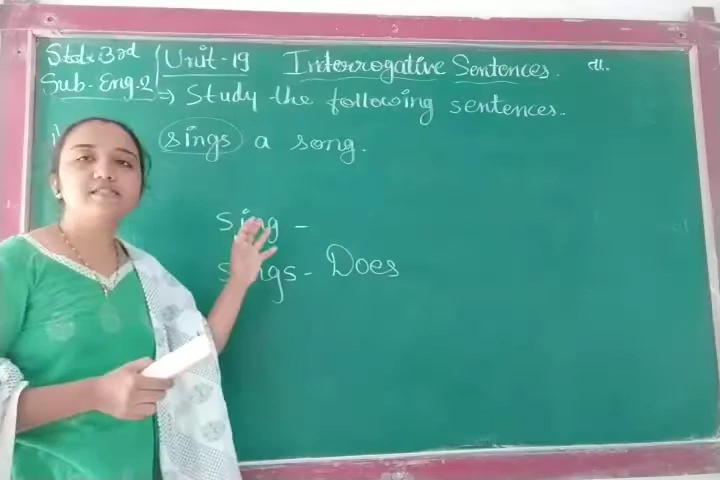 Std:- 3rd Unit-19 Interrogative Sentences. તા.
Sub- Eng.2 => Study the following sentences.
sings a song.
sing -
sings - Does